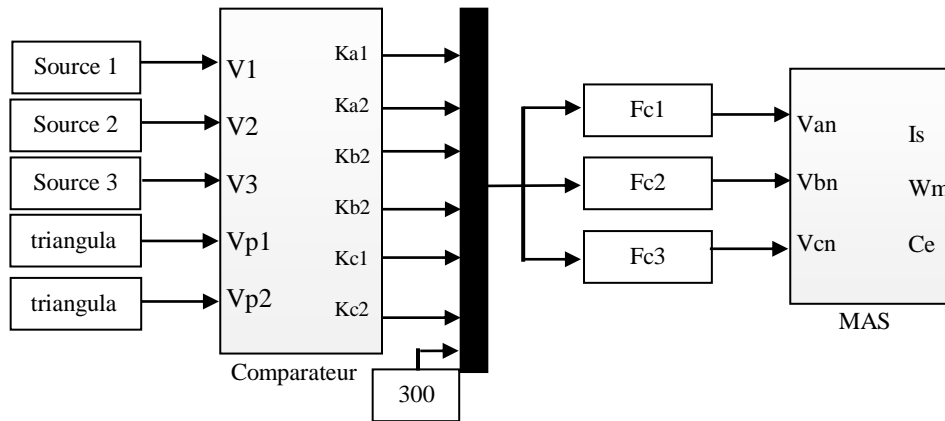 Source 1
Source 2
Source 3
triangula
triangula
V1
V2
V3
Vp1
Vp2
Ka1
Ka2
Kb2
Kb2
Kc1
Kc2
Comparateur
300
Fc1
Fc2
Fc3
Van
Vbn
Vcn
Is
Wm
Ce
MAS